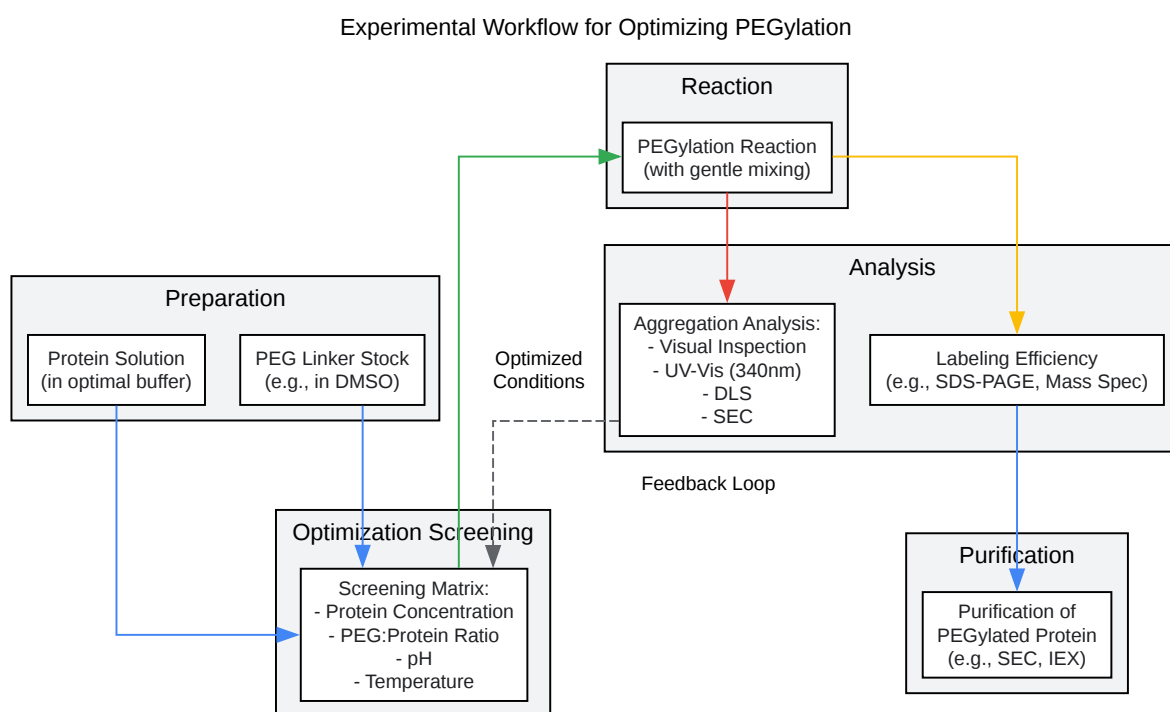 Experimental Workflow for Optimizing PEGylation
Reaction
PEGylation Reaction
(with gentle mixing)
Analysis
Aggregation Analysis:
- Visual Inspection
- UV-Vis (340nm)
- DLS
- SEC
Labeling Efficiency
(e.g., SDS-PAGE, Mass Spec)
Preparation
Protein Solution
(in optimal buffer)
PEG Linker Stock
(e.g., in DMSO)
Optimized
Conditions
Feedback Loop
Optimization Screening
Screening Matrix:
- Protein Concentration
- PEG:Protein Ratio
- pH
- Temperature
Purification
Purification of
PEGylated Protein
(e.g., SEC, IEX)